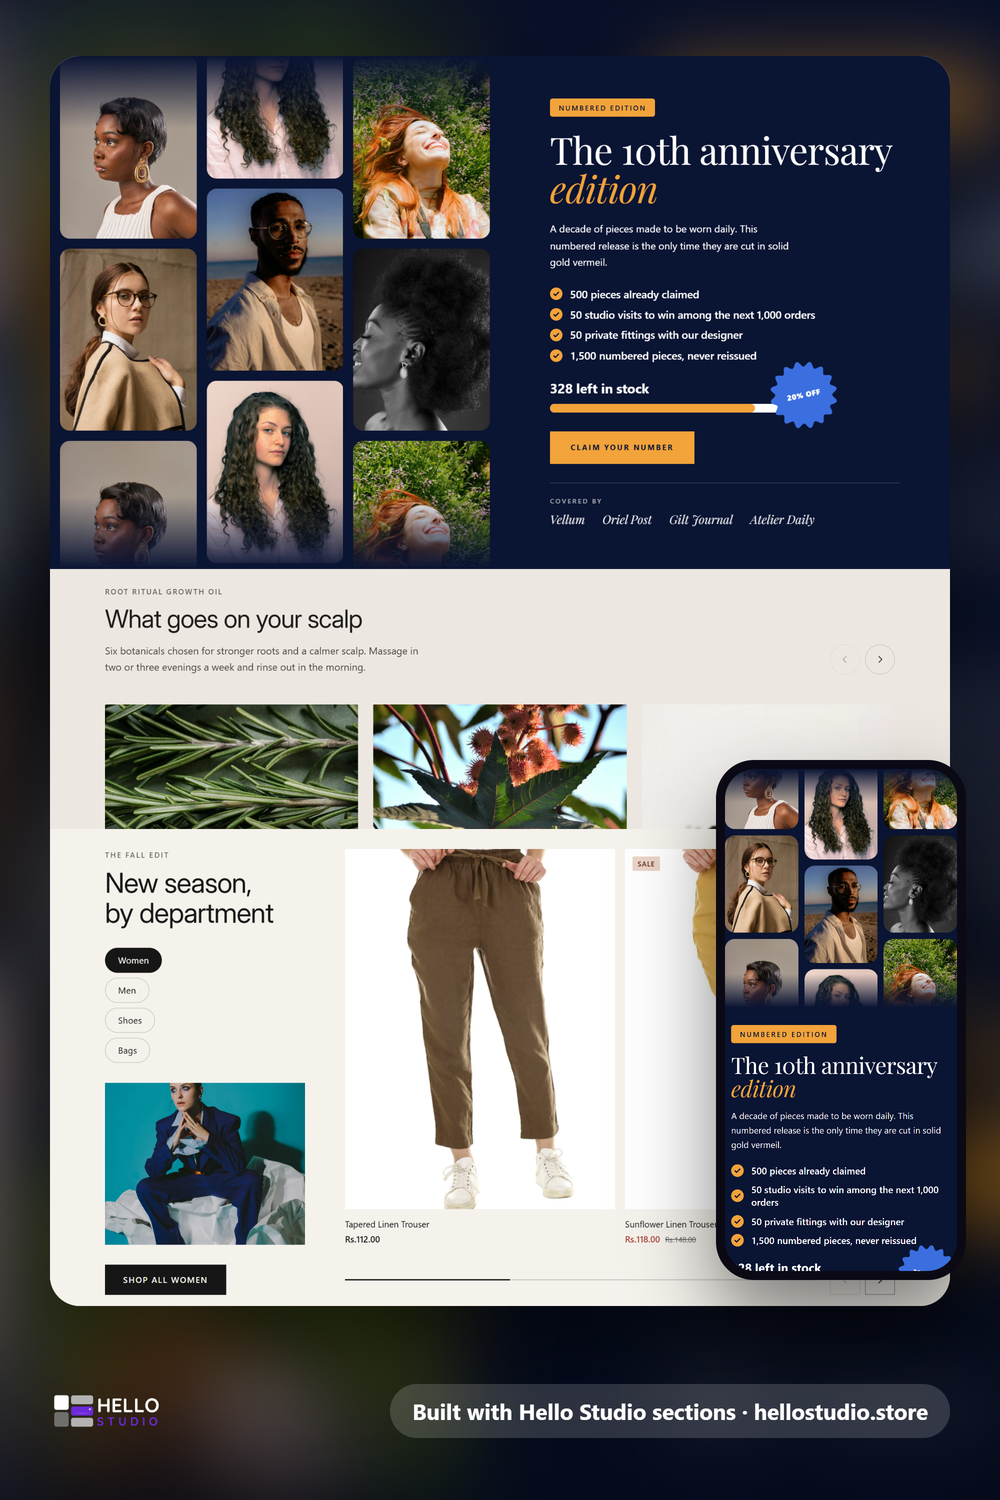 NUMBERED EDITION
The 10th anniversary
edition
A decade of pieces made to be worn daily. This
numbered release is the only time they are cut in solid
gold vermeil.
500 pieces already claimed
50 studio visits to win among the next 1,000 orders
50 private fittings with our designer
1,500 numbered pieces, never reissued
328 left in stock
20% OFF
CLAIM YOUR NUMBER
COVERED BY
Vellum Oriel Post Gilt Journal Atelier Daily
ROOT RITUAL GROWTH OIL
What goes on your scalp
Six botanicals chosen for stronger roots and a calmer scalp. Massage in
two or three evenings a week and rinse out in the morning.
THE FALL EDIT
New season,
by department
Women
Men
Shoes
Bags
SHOP ALL WOMEN
Tapered Linen Trouser
Rs.112.00
SALE
Sunflower Linen Trouser
Rs.118.00 Rs.148.00
NUMBERED EDITION
The 10th anniversary
edition
A decade of pieces made to be worn daily. This
numbered release is the only time they are cut in solid
gold vermeil.
500 pieces already claimed
50 studio visits to win among the next 1,000
orders
50 private fittings with our designer
1,500 numbered pieces, never reissued
28 left in stock
HELLO
STUDIO
Built with Hello Studio sections · hellostudio.store